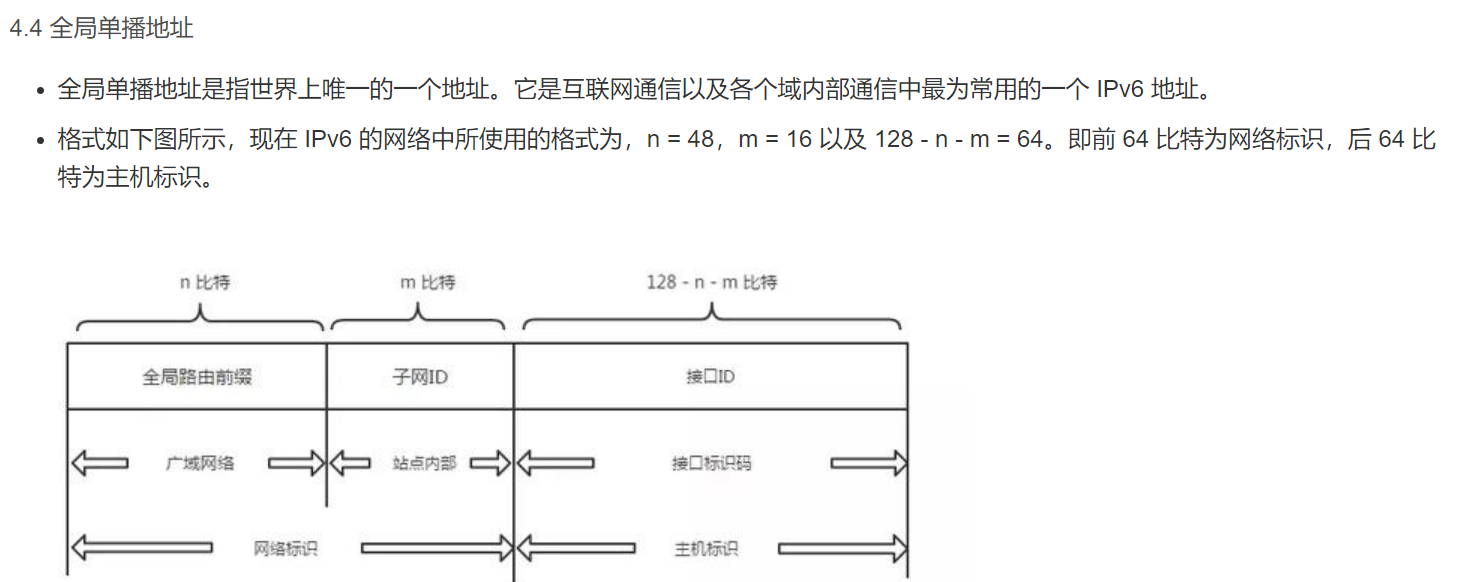 4.4 全局单播地址
全局单播地址是指世界上唯一的一个地址。它是互联网通信以及各个域内部通信中最为常用的一个 IPv6 地址。
格式如下图所示，现在 IPv6 的网络中所使用的格式为，n = 48，m = 16 以及 128 - n - m = 64。即前 64 比特为网络标识，后 64 比
特为主机标识。
n 比特 m 比特 128 - n - m 比特
全局路由前缀 子网ID 接口ID
广域网络 站点内部 接口标识码
网络标识 主机标识